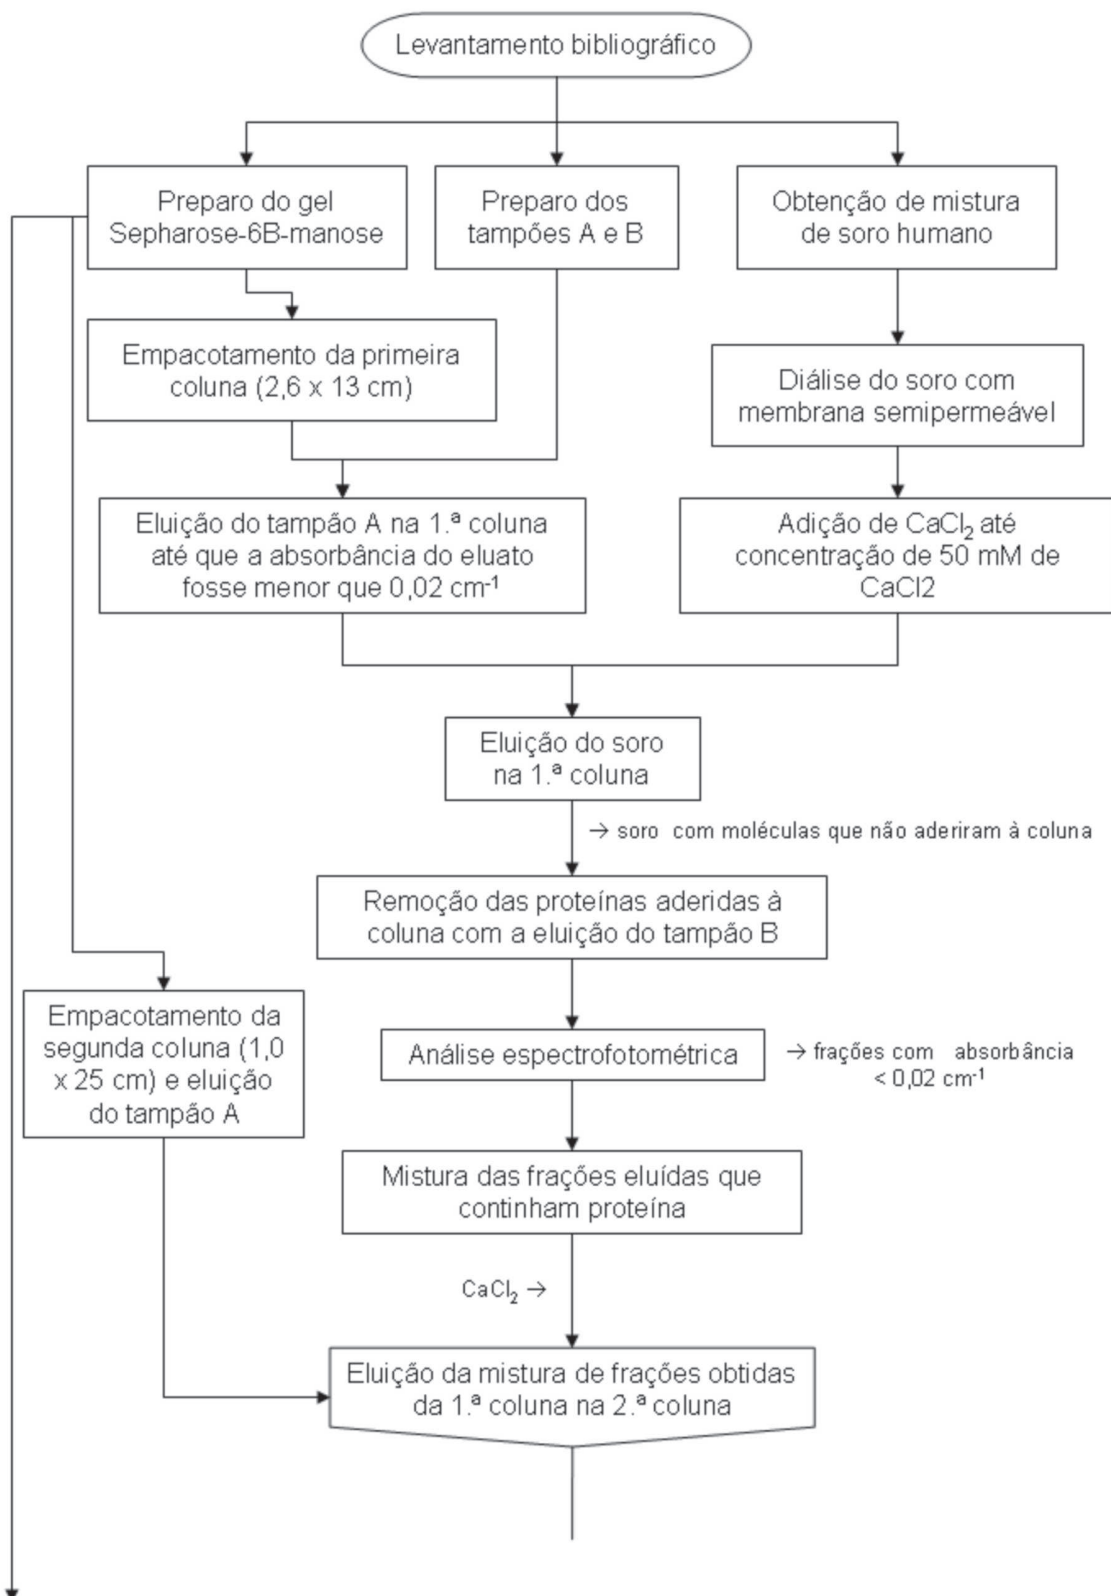 Levantamento bibliográfico
Preparo do gel
Sepharose-6B-manose
Preparo dos
tampões A e B
Obtenção de mistura
de soro humano
Empacotamento da primeira
coluna (2,6 x 13 cm)
Diálise do soro com
membrana semipermeável
Eluição do tampão A na 1.ª coluna
até que a absorbância do eluato
fosse menor que 0,02 cm⁻¹
Adição de CaCl₂ até
concentração de 50 mM de
CaCl2
Eluição do soro
na 1.ª coluna
→ soro com moléculas que não aderiram à coluna
Remoção das proteínas aderidas à
coluna com a eluição do tampão B
Empacotamento da
segunda coluna (1,0
x 25 cm) e eluição
do tampão A
Análise espectrofotométrica
→ frações com absorbância
< 0,02 cm⁻¹
Mistura das frações eluídas que
continham proteína
CaCl₂ →
Eluição da mistura de frações obtidas
da 1.ª coluna na 2.ª coluna